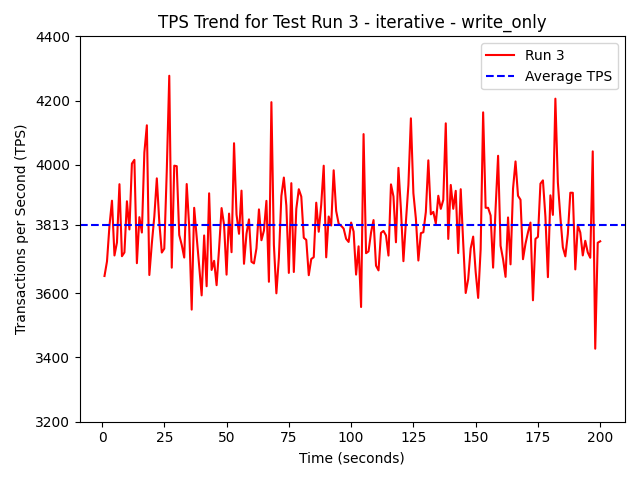 TPS Trend for Test Run 3 - iterative - write_only
Transactions per Second (TPS)
4400
4200
4000
3813
3600
3400
3200
Run 3
Average TPS
0 25 50 75 100 125 150 175 200
Time (seconds)